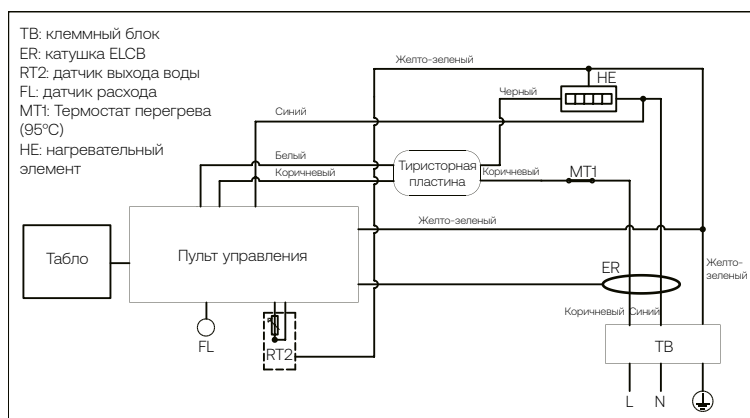 TB: клеммный блок
ER: катушка ELCB
RT2: датчик выхода воды
FL: датчик расхода
MT1: Термостат перегрева
(95°C)
HE: нагревательный
элемент
Желто-зеленый
HE
Черный
Синий
Белый
Коричневый
Тиристорная
пластина
Коричневый
MT1
Желто-зеленый
Табло
Пульт управления
Желто-
зеленый
ER
Коричневый Синий
FL
RT2
TB
L
N